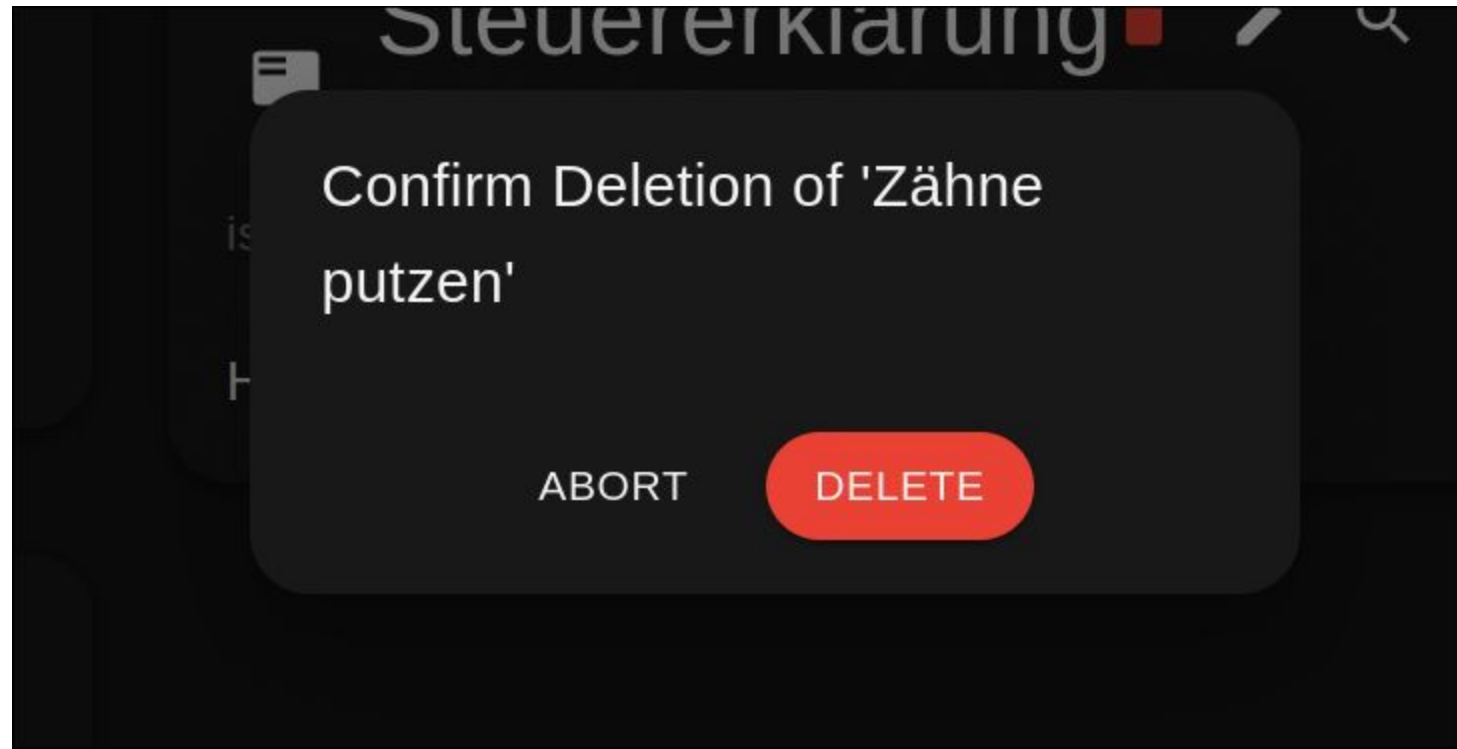 Steuererklärung
Confirm Deletion of 'Zähne
putzen'
ABORT
DELETE